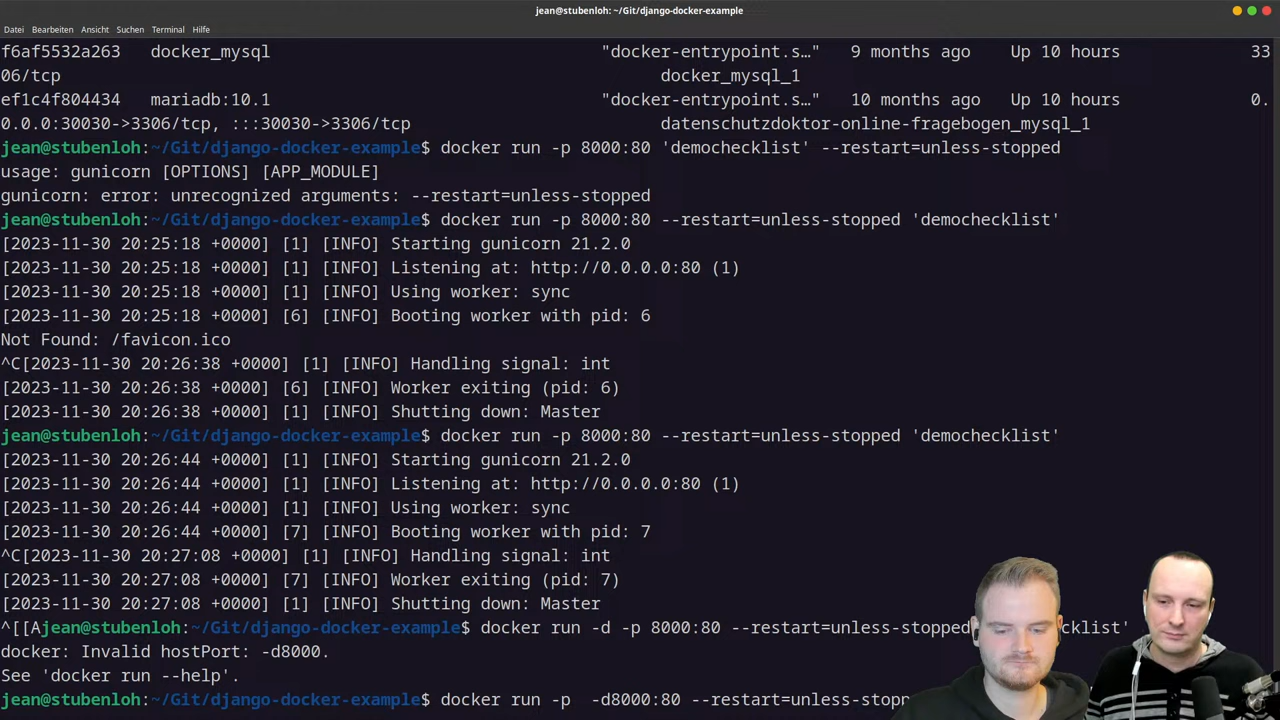 jean@stubenloh: ~/Git/django-docker-example
Datei Bearbeiten Ansicht Suchen Terminal Hilfe
f6af5532a263 docker_mysql "docker-entrypoint.s…" 9 months ago Up 10 hours 33
06/tcp docker_mysql_1
ef1c4f804434 mariadb:10.1 "docker-entrypoint.s…" 10 months ago Up 10 hours 0.
0.0.0:30030->3306/tcp, :::30030->3306/tcp datenschutzdoktor-online-fragebogen_mysql_1
jean@stubenloh:~/Git/django-docker-example$ docker run -p 8000:80 'demochecklist' --restart=unless-stopped
usage: gunicorn [OPTIONS] [APP_MODULE]
gunicorn: error: unrecognized arguments: --restart=unless-stopped
jean@stubenloh:~/Git/django-docker-example$ docker run -p 8000:80 --restart=unless-stopped 'demochecklist'
[2023-11-30 20:25:18 +0000] [1] [INFO] Starting gunicorn 21.2.0
[2023-11-30 20:25:18 +0000] [1] [INFO] Listening at: http://0.0.0.0:80 (1)
[2023-11-30 20:25:18 +0000] [1] [INFO] Using worker: sync
[2023-11-30 20:25:18 +0000] [6] [INFO] Booting worker with pid: 6
Not Found: /favicon.ico
^C[2023-11-30 20:26:38 +0000] [1] [INFO] Handling signal: int
[2023-11-30 20:26:38 +0000] [6] [INFO] Worker exiting (pid: 6)
[2023-11-30 20:26:38 +0000] [1] [INFO] Shutting down: Master
jean@stubenloh:~/Git/django-docker-example$ docker run -p 8000:80 --restart=unless-stopped 'demochecklist'
[2023-11-30 20:26:44 +0000] [1] [INFO] Starting gunicorn 21.2.0
[2023-11-30 20:26:44 +0000] [1] [INFO] Listening at: http://0.0.0.0:80 (1)
[2023-11-30 20:26:44 +0000] [1] [INFO] Using worker: sync
[2023-11-30 20:26:44 +0000] [7] [INFO] Booting worker with pid: 7
^C[2023-11-30 20:27:08 +0000] [1] [INFO] Handling signal: int
[2023-11-30 20:27:08 +0000] [7] [INFO] Worker exiting (pid: 7)
[2023-11-30 20:27:08 +0000] [1] [INFO] Shutting down: Master
^[[Ajean@stubenloh:~/Git/django-docker-example$ docker run -d -p 8000:80 --restart=unless-stopped cklist'
docker: Invalid hostPort: -d8000.
See 'docker run --help'.
jean@stubenloh:~/Git/django-docker-example$ docker run -p -d8000:80 --restart=unless-stopp